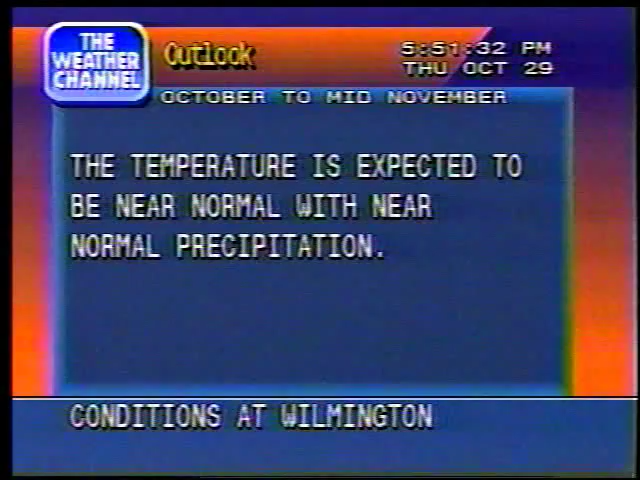 THE
WEATHER
CHANNEL
Outlook
5:51:32 PM
THU OCT 29
OCTOBER TO MID NOVEMBER
THE TEMPERATURE IS EXPECTED TO
BE NEAR NORMAL WITH NEAR
NORMAL PRECIPITATION.
CONDITIONS AT WILMINGTON